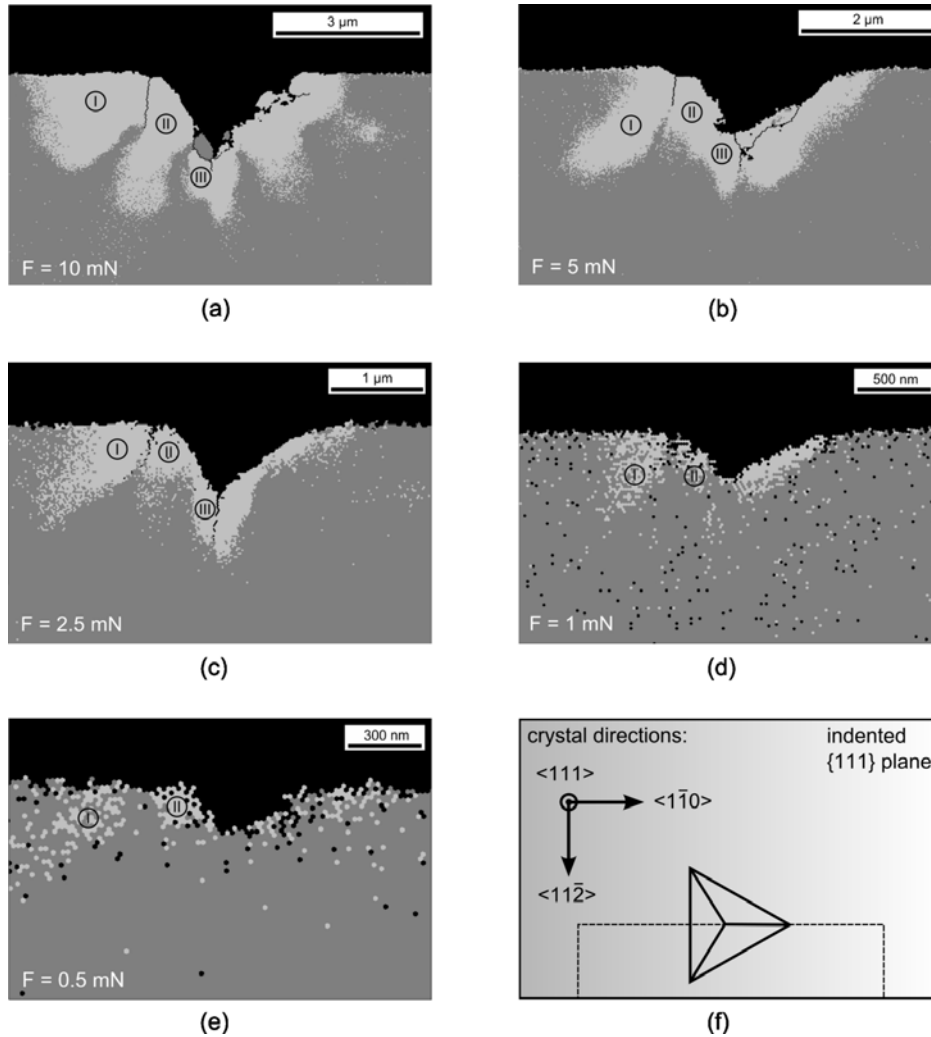 3 µm
I
II
III
F = 10 mN
(a)
2 µm
I
II
III
F = 5 mN
(b)
1 µm
I
II
III
F = 2.5 mN
(c)
500 nm
I
II
F = 1 mN
(d)
300 nm
I
II
F = 0.5 mN
(e)
crystal directions:
indented
{111} plane
<111>
<11̄0>
<112̄>
(f)